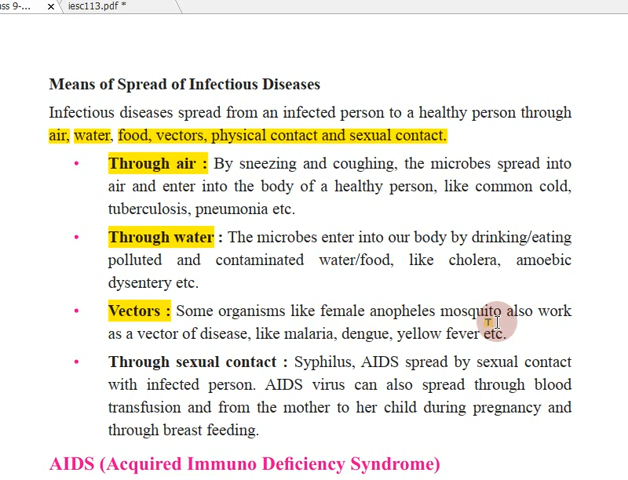 ss 9-... × iesc113.pdf *
Means of Spread of Infectious Diseases
Infectious diseases spread from an infected person to a healthy person through
air, water, food, vectors, physical contact and sexual contact.
• Through air : By sneezing and coughing, the microbes spread into
air and enter into the body of a healthy person, like common cold,
tuberculosis, pneumonia etc.
• Through water : The microbes enter into our body by drinking/eating
polluted and contaminated water/food, like cholera, amoebic
dysentery etc.
• Vectors : Some organisms like female anopheles mosquito also work
as a vector of disease, like malaria, dengue, yellow fever etc.
• Through sexual contact : Syphilus, AIDS spread by sexual contact
with infected person. AIDS virus can also spread through blood
transfusion and from the mother to her child during pregnancy and
through breast feeding.
AIDS (Acquired Immuno Deficiency Syndrome)